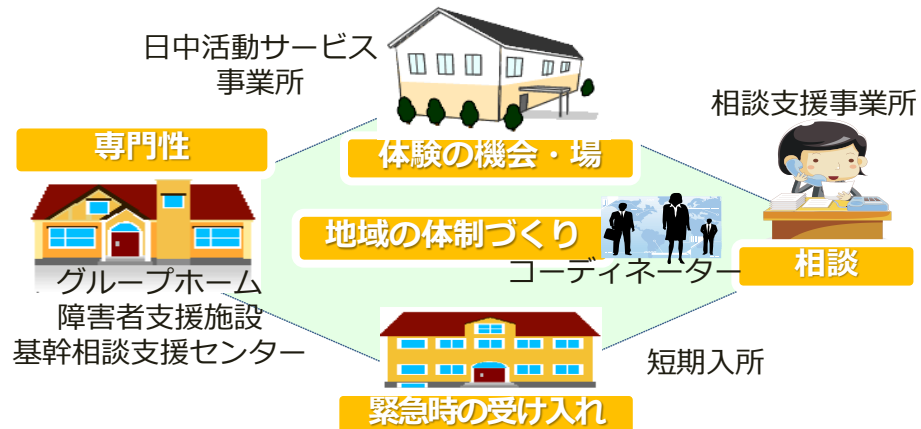 日中活動サービス
事業所
相談支援事業所
専門性
体験の機会・場
地域の体制づくり
コーディネーター
相談
グループホーム
障害者支援施設
基幹相談支援センター
短期入所
緊急時の受け入れ